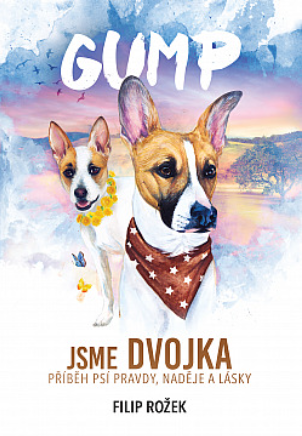 GUMP
JSME DVOJKA
PŘÍBĚH PSÍ PRAVDY, NADĚJE A LÁSKY
FILIP ROŽEK